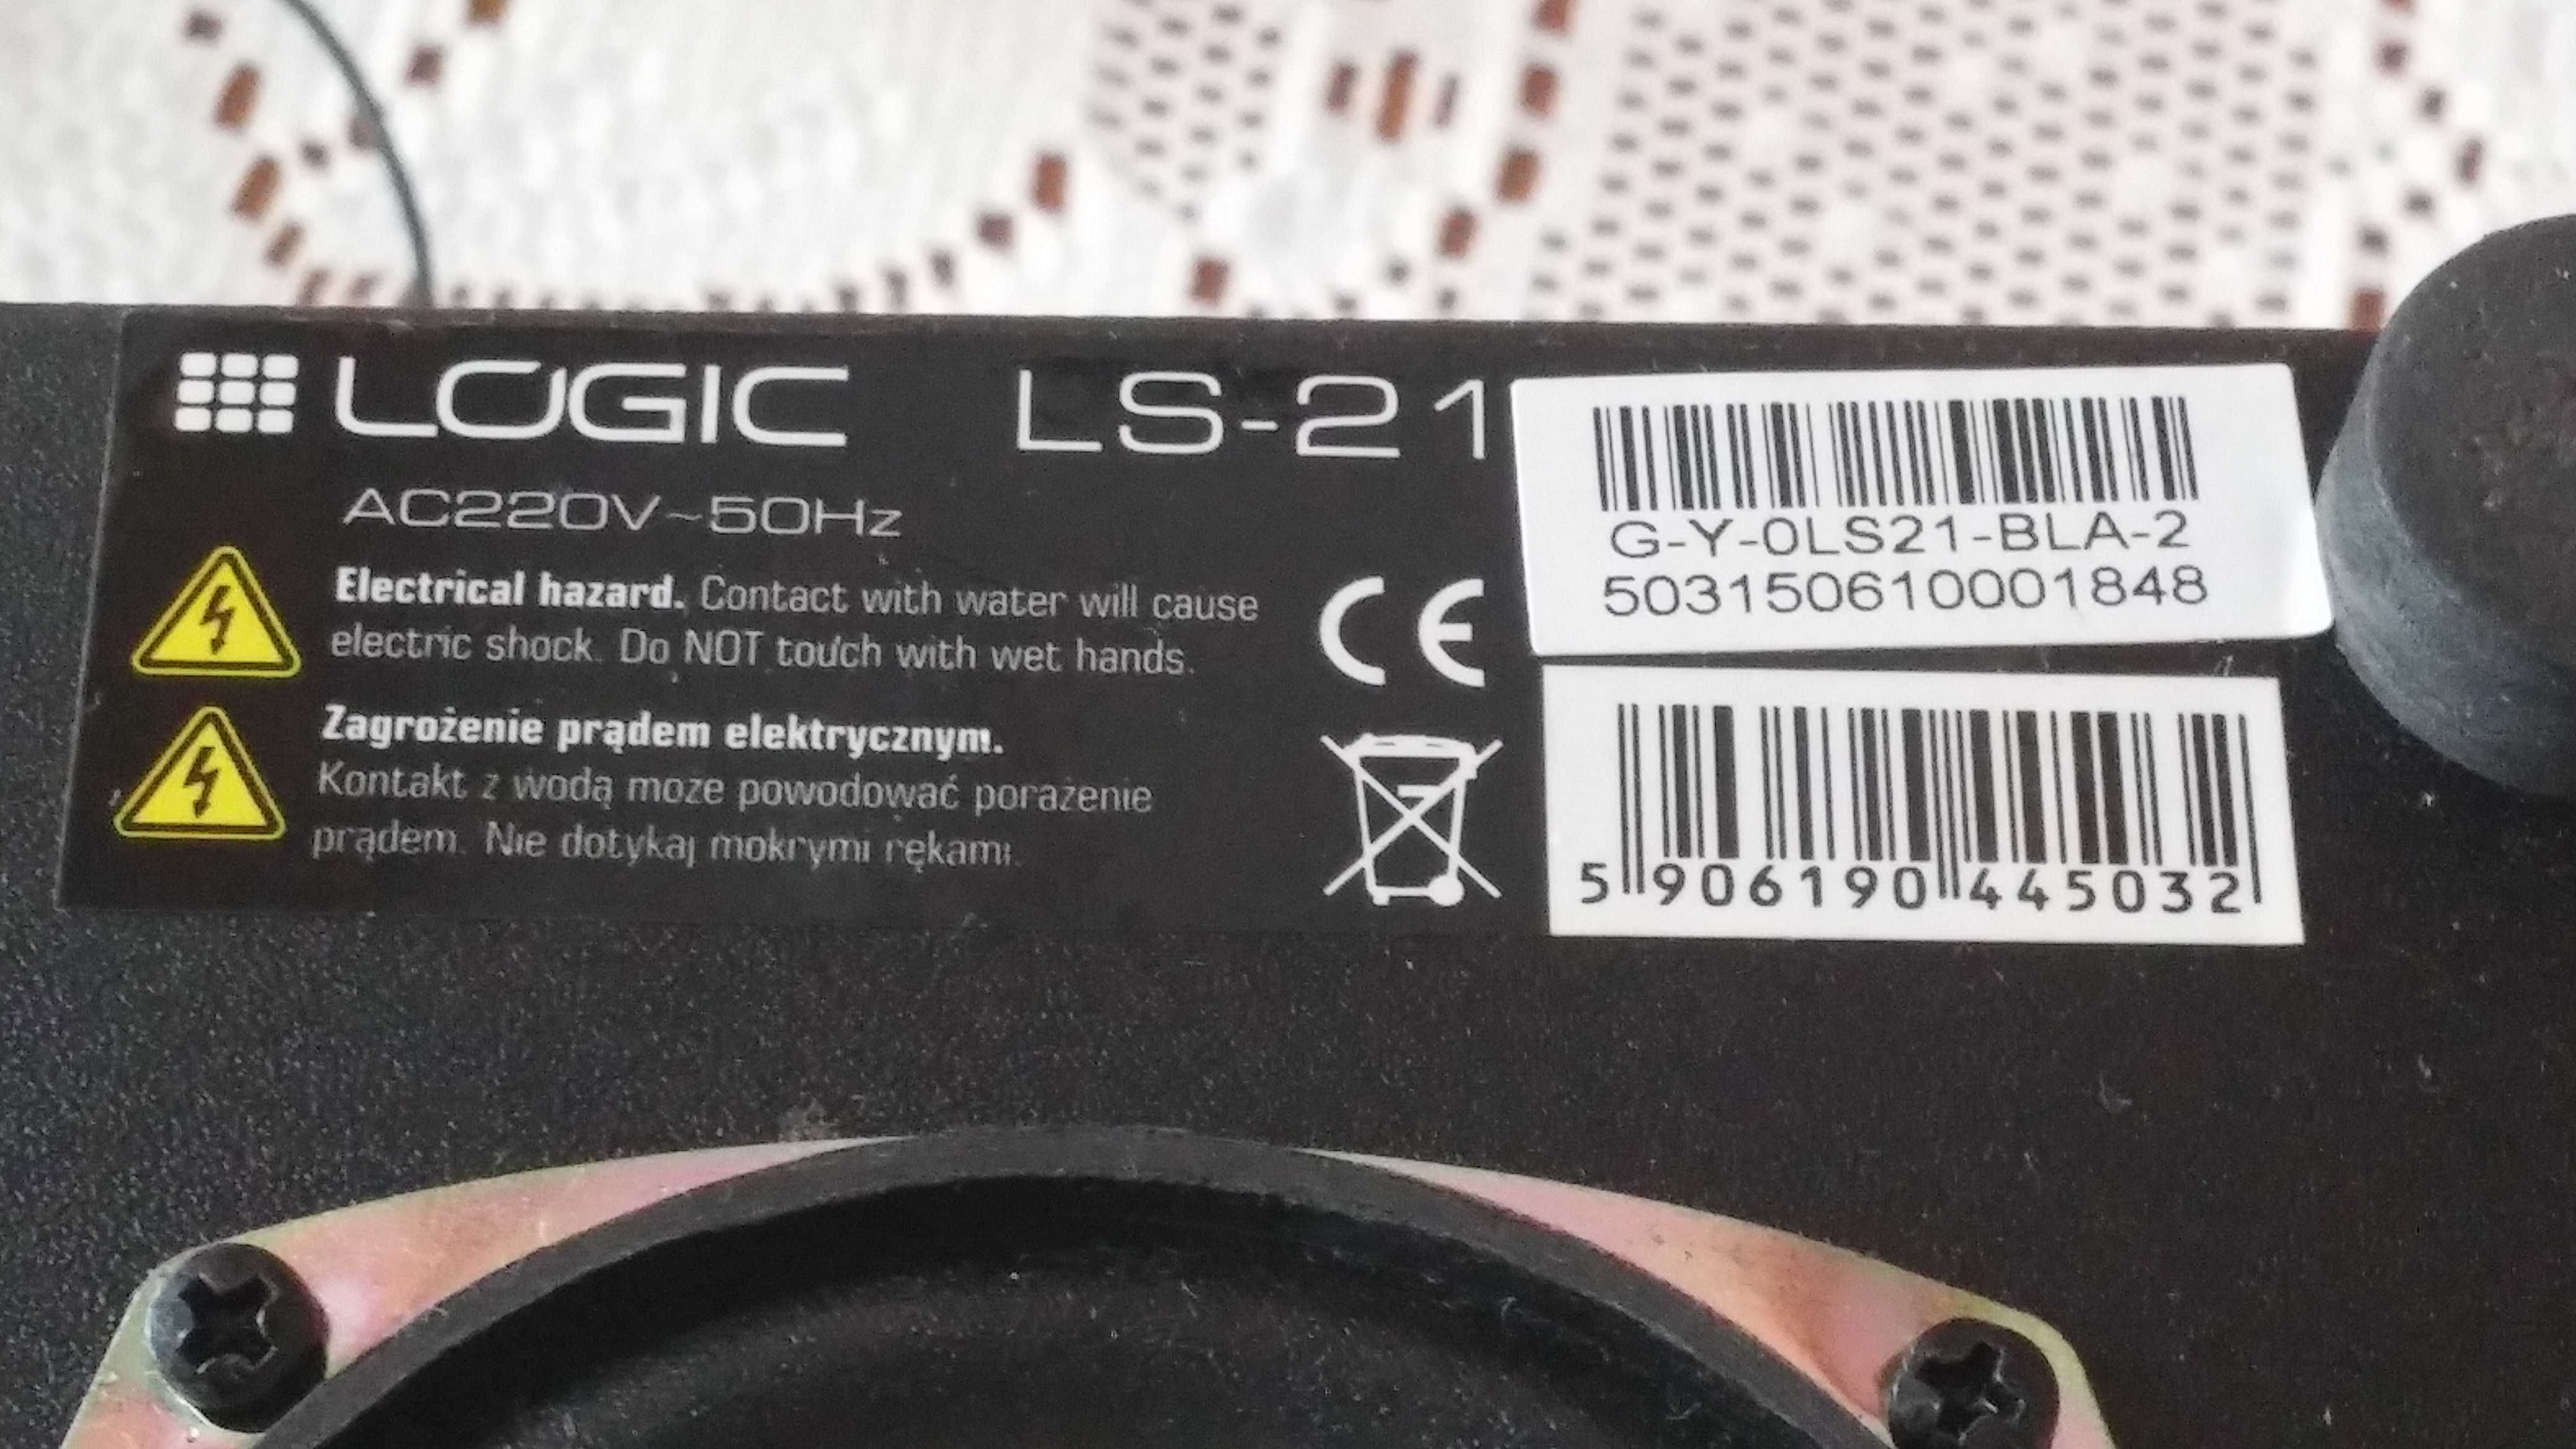 LOGIC LS-21
AC220V~50Hz
Electrical hazard. Contact with water will cause
electric shock. Do NOT touch with wet hands.
Zagrożenie prądem elektrycznym.
Kontakt z wodą może powodować porażenie
prądem. Nie dotykaj mokrymi rękami.
CE
G-Y-0LS21-BLA-2
503150610001848
5 906190 445032